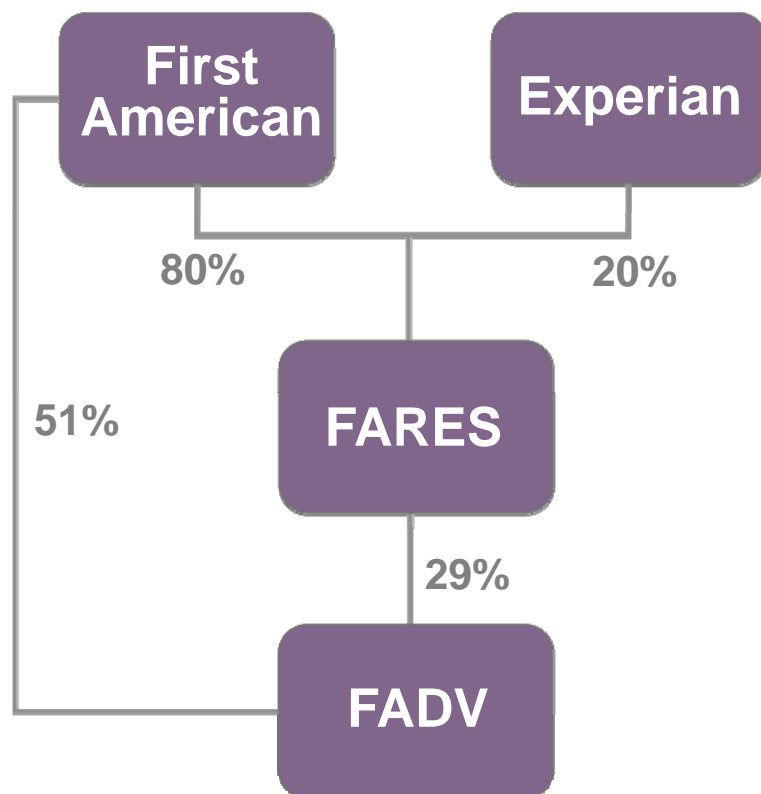 First
American
Experian
80%
20%
51%
FARES
29%
FADV